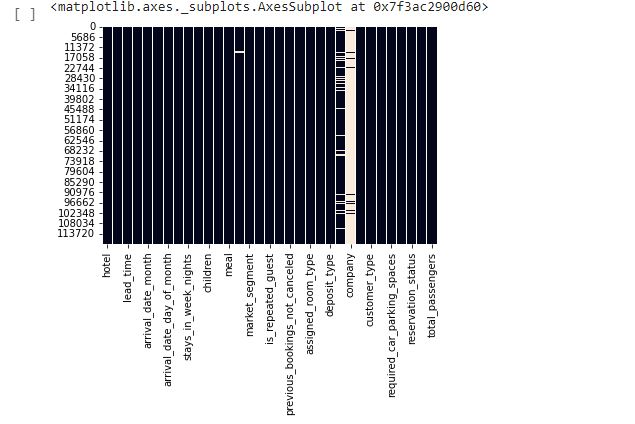 <matplotlib.axes._subplots.AxesSubplot at 0x7f3ac2900d60>
[ ]
0
5686
11372
17058
22744
28430
34116
39802
45488
51174
56860
62546
68232
73918
79604
85290
90976
96662
102348
108034
113720
hotel
lead_time
arrival_date_month
arrival_date_day_of_month
stays_in_week_nights
children
meal
market_segment
is_repeated_guest
previous_bookings_not_canceled
assigned_room_type
deposit_type
company
customer_type
required_car_parking_spaces
reservation_status
total_passengers